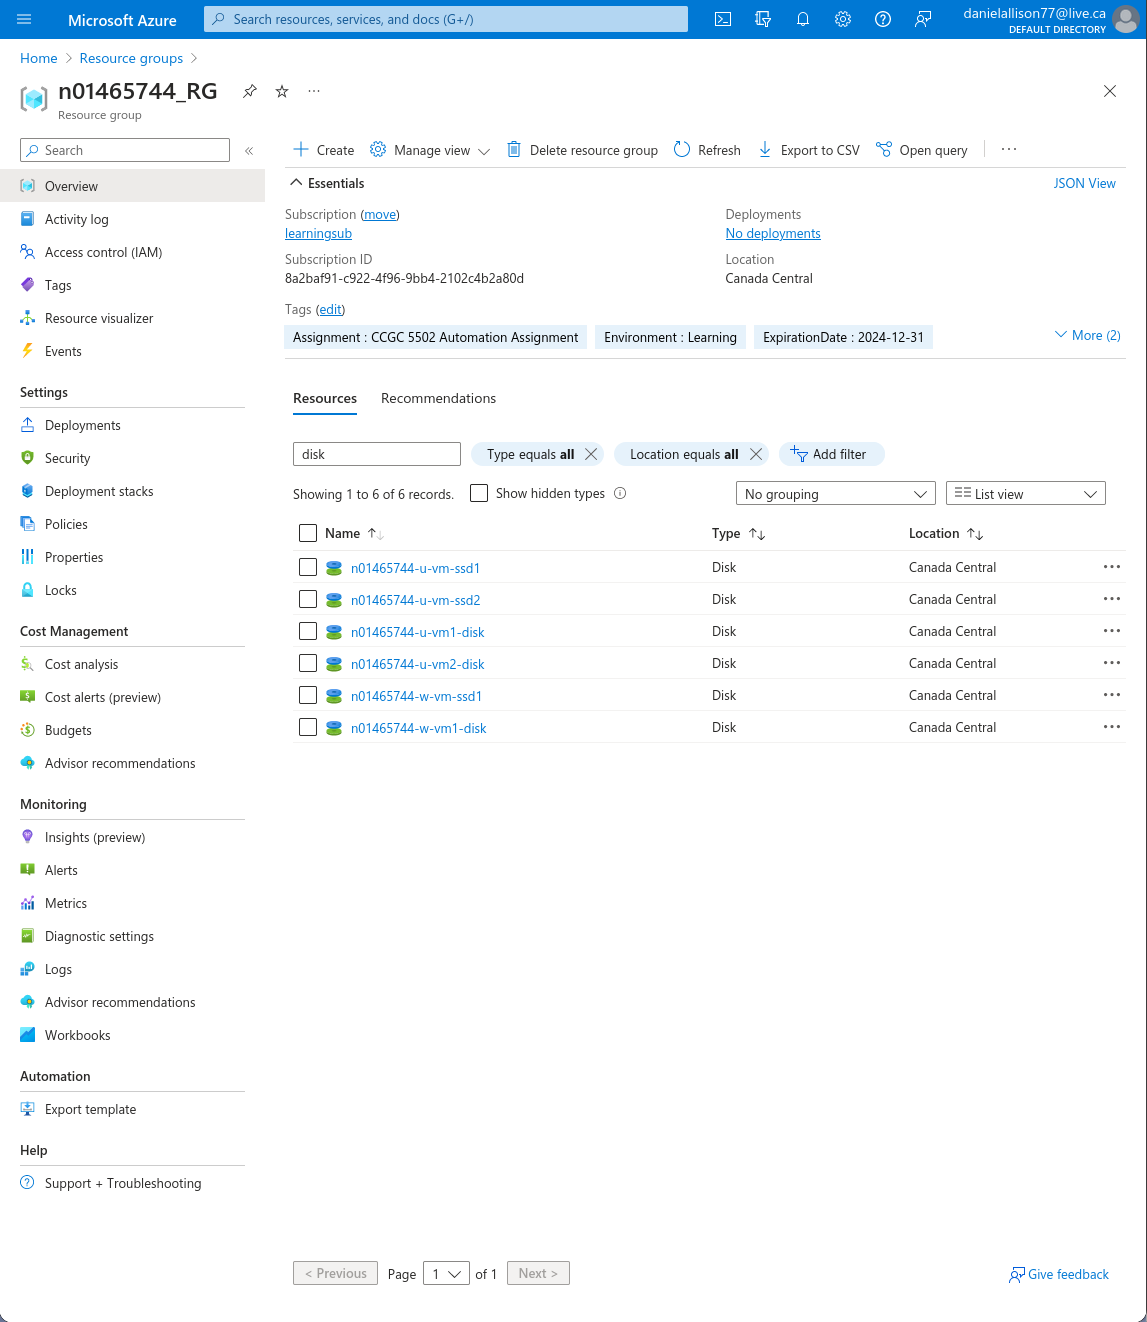 Microsoft Azure
Search resources, services, and docs (G+/)
danielallison77@live.ca
DEFAULT DIRECTORY
Home > Resource groups >
n01465744_RG
Resource group
Search
Create
Manage view
Delete resource group
Refresh
Export to CSV
Open query
Overview
Activity log
Access control (IAM)
Tags
Resource visualizer
Events
Settings
Deployments
Security
Deployment stacks
Policies
Properties
Locks
Cost Management
Cost analysis
Cost alerts (preview)
Budgets
Advisor recommendations
Monitoring
Insights (preview)
Alerts
Metrics
Diagnostic settings
Logs
Advisor recommendations
Workbooks
Automation
Export template
Help
Support + Troubleshooting
Essentials
JSON View
Subscription (move)
learningsub
Subscription ID
8a2baf91-c922-4f96-9bb4-2102c4b2a80d
Deployments
No deployments
Location
Canada Central
Tags (edit)
Assignment : CCGC 5502 Automation Assignment
Environment : Learning
ExpirationDate : 2024-12-31
More (2)
Resources
Recommendations
disk
Type equals all
Location equals all
Add filter
Showing 1 to 6 of 6 records.
Show hidden types
No grouping
List view
Name Type Location
n01465744-u-vm-ssd1 Disk Canada Central
n01465744-u-vm-ssd2 Disk Canada Central
n01465744-u-vm1-disk Disk Canada Central
n01465744-u-vm2-disk Disk Canada Central
n01465744-w-vm-ssd1 Disk Canada Central
n01465744-w-vm1-disk Disk Canada Central
< Previous Page 1 of 1 Next >
Give feedback